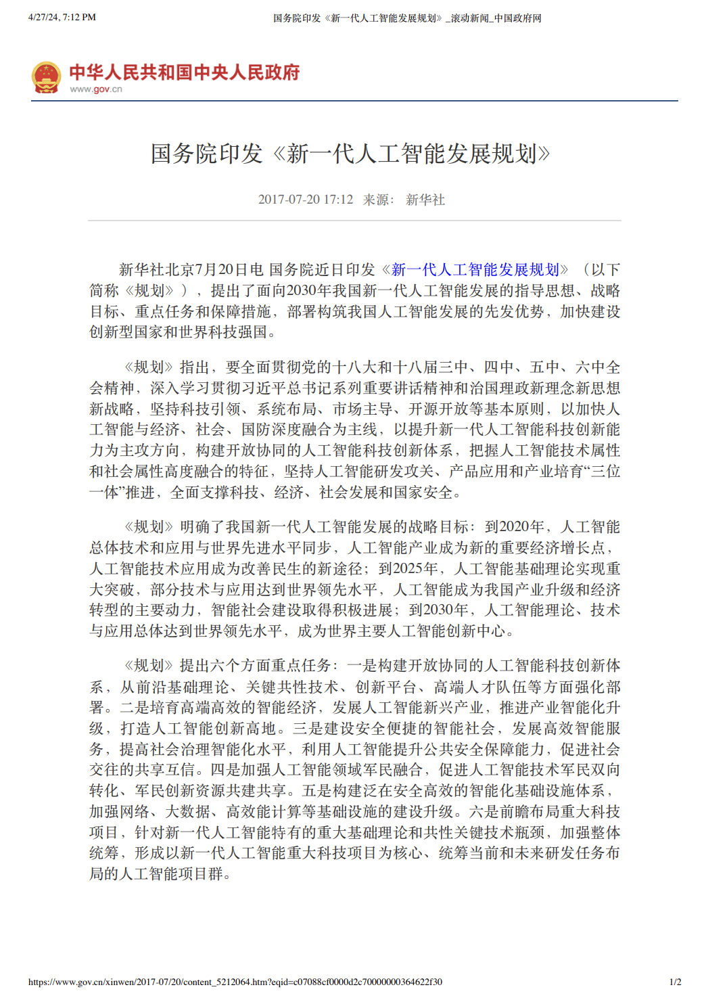 4/27/24, 7:12 PM 国务院印发《新一代人工智能发展规划》_滚动新闻_中国政府网
中华人民共和国中央人民政府
www.gov.cn
国务院印发《新一代人工智能发展规划》
2017-07-20 17:12 来源： 新华社
新华社北京7月20日电 国务院近日印发《新一代人工智能发展规划》（以下
简称《规划》），提出了面向2030年我国新一代人工智能发展的指导思想、战略
目标、重点任务和保障措施，部署构筑我国人工智能发展的先发优势，加快建设
创新型国家和世界科技强国。
《规划》指出，要全面贯彻党的十八大和十八届三中、四中、五中、六中全
会精神，深入学习贯彻习近平总书记系列重要讲话精神和治国理政新理念新思想
新战略，坚持科技引领、系统布局、市场主导、开源开放等基本原则，以加快人
工智能与经济、社会、国防深度融合为主线，以提升新一代人工智能科技创新能
力为主攻方向，构建开放协同的人工智能科技创新体系，把握人工智能技术属性
和社会属性高度融合的特征，坚持人工智能研发攻关、产品应用和产业培育“三位
一体”推进，全面支撑科技、经济、社会发展和国家安全。
《规划》明确了我国新一代人工智能发展的战略目标：到2020年，人工智能
总体技术和应用与世界先进水平同步，人工智能产业成为新的重要经济增长点，
人工智能技术应用成为改善民生的新途径；到2025年，人工智能基础理论实现重
大突破，部分技术与应用达到世界领先水平，人工智能成为我国产业升级和经济
转型的主要动力，智能社会建设取得积极进展；到2030年，人工智能理论、技术
与应用总体达到世界领先水平，成为世界主要人工智能创新中心。
《规划》提出六个方面重点任务：一是构建开放协同的人工智能科技创新体
系，从前沿基础理论、关键共性技术、创新平台、高端人才队伍等方面强化部
署。二是培育高端高效的智能经济，发展人工智能新兴产业，推进产业智能化升
级，打造人工智能创新高地。三是建设安全便捷的智能社会，发展高效智能服
务，提高社会治理智能化水平，利用人工智能提升公共安全保障能力，促进社会
交往的共享互信。四是加强人工智能领域军民融合，促进人工智能技术军民双向
转化、军民创新资源共建共享。五是构建泛在安全高效的智能化基础设施体系，
加强网络、大数据、高效能计算等基础设施的建设升级。六是前瞻布局重大科技
项目，针对新一代人工智能特有的重大基础理论和共性关键技术瓶颈，加强整体
统筹，形成以新一代人工智能重大科技项目为核心、统筹当前和未来研发任务布
局的人工智能项目群。
https://www.gov.cn/xinwen/2017-07/20/content_5212064.htm?eqid=c07088cf0000d2c70000000364622f30 1/2